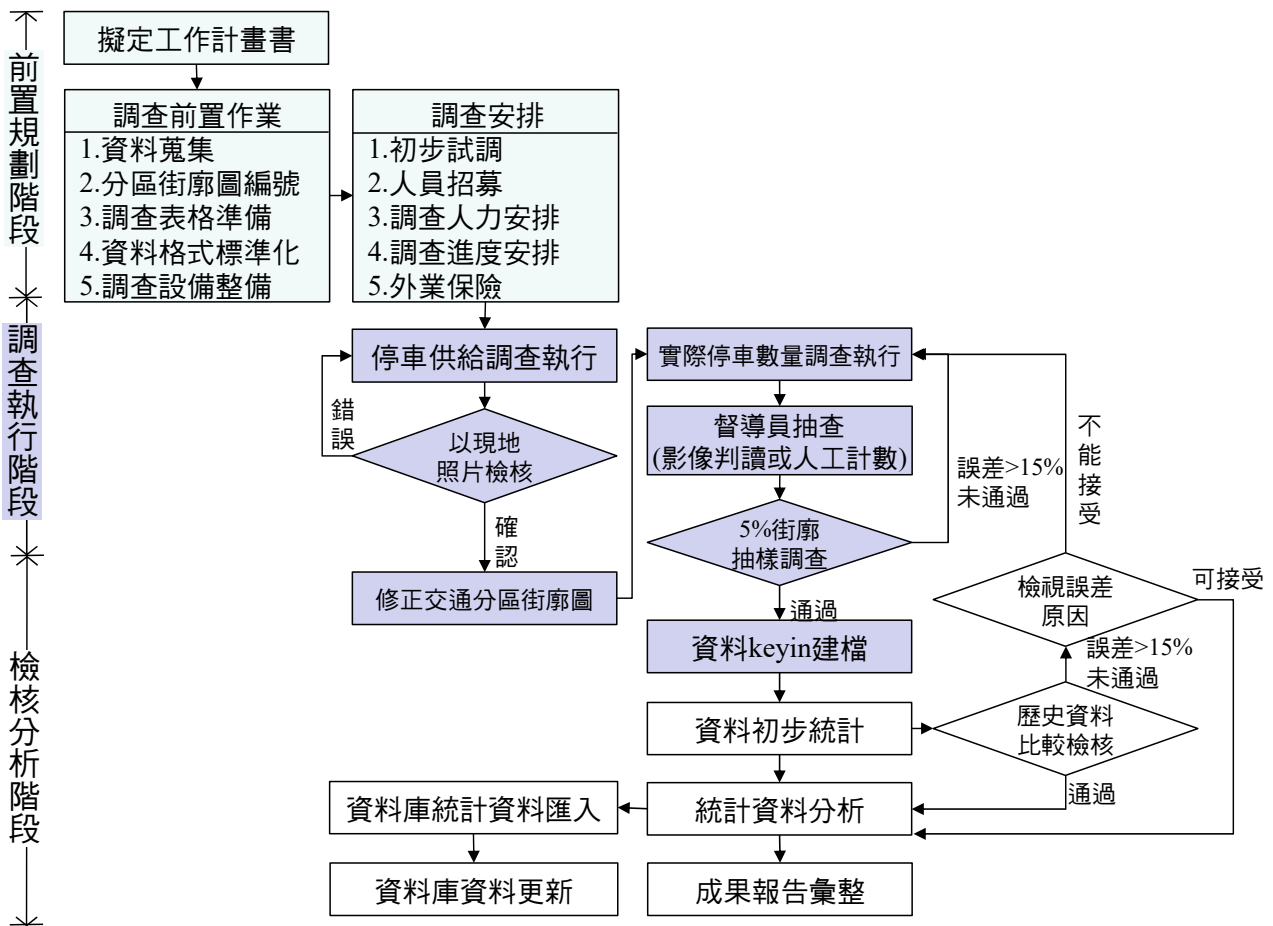 前置規劃階段
擬定工作計畫書
調查前置作業
1.資料蒐集
2.分區街廓圖編號
3.調查表格準備
4.資料格式標準化
5.調查設備整備
調查安排
1.初步試調
2.人員招募
3.調查人力安排
4.調查進度安排
5.外業保險
調查執行階段
停車供給調查執行
錯誤
以現地
照片檢核
確認
修正交通分區街廓圖
實際停車數量調查執行
督導員抽查
(影像判讀或人工計數)
5%街廓
抽樣調查
誤差>15%
未通過
通過
資料keyin建檔
不能接受
檢視誤差
原因
可接受
誤差>15%
未通過
檢核分析階段
資料初步統計
歷史資料
比較檢核
通過
統計資料分析
資料庫統計資料匯入
資料庫資料更新
成果報告彙整